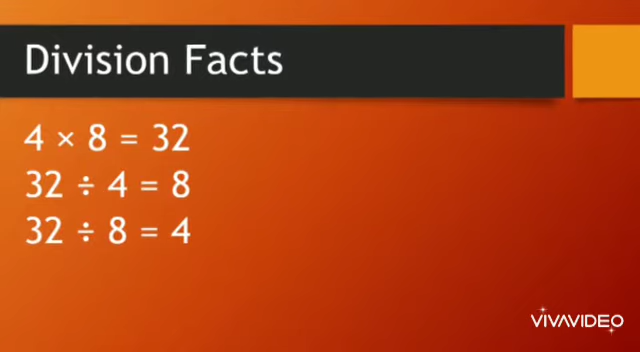 Division Facts
4 × 8 = 32
32 ÷ 4 = 8
32 ÷ 8 = 4
VIVAVIDEO